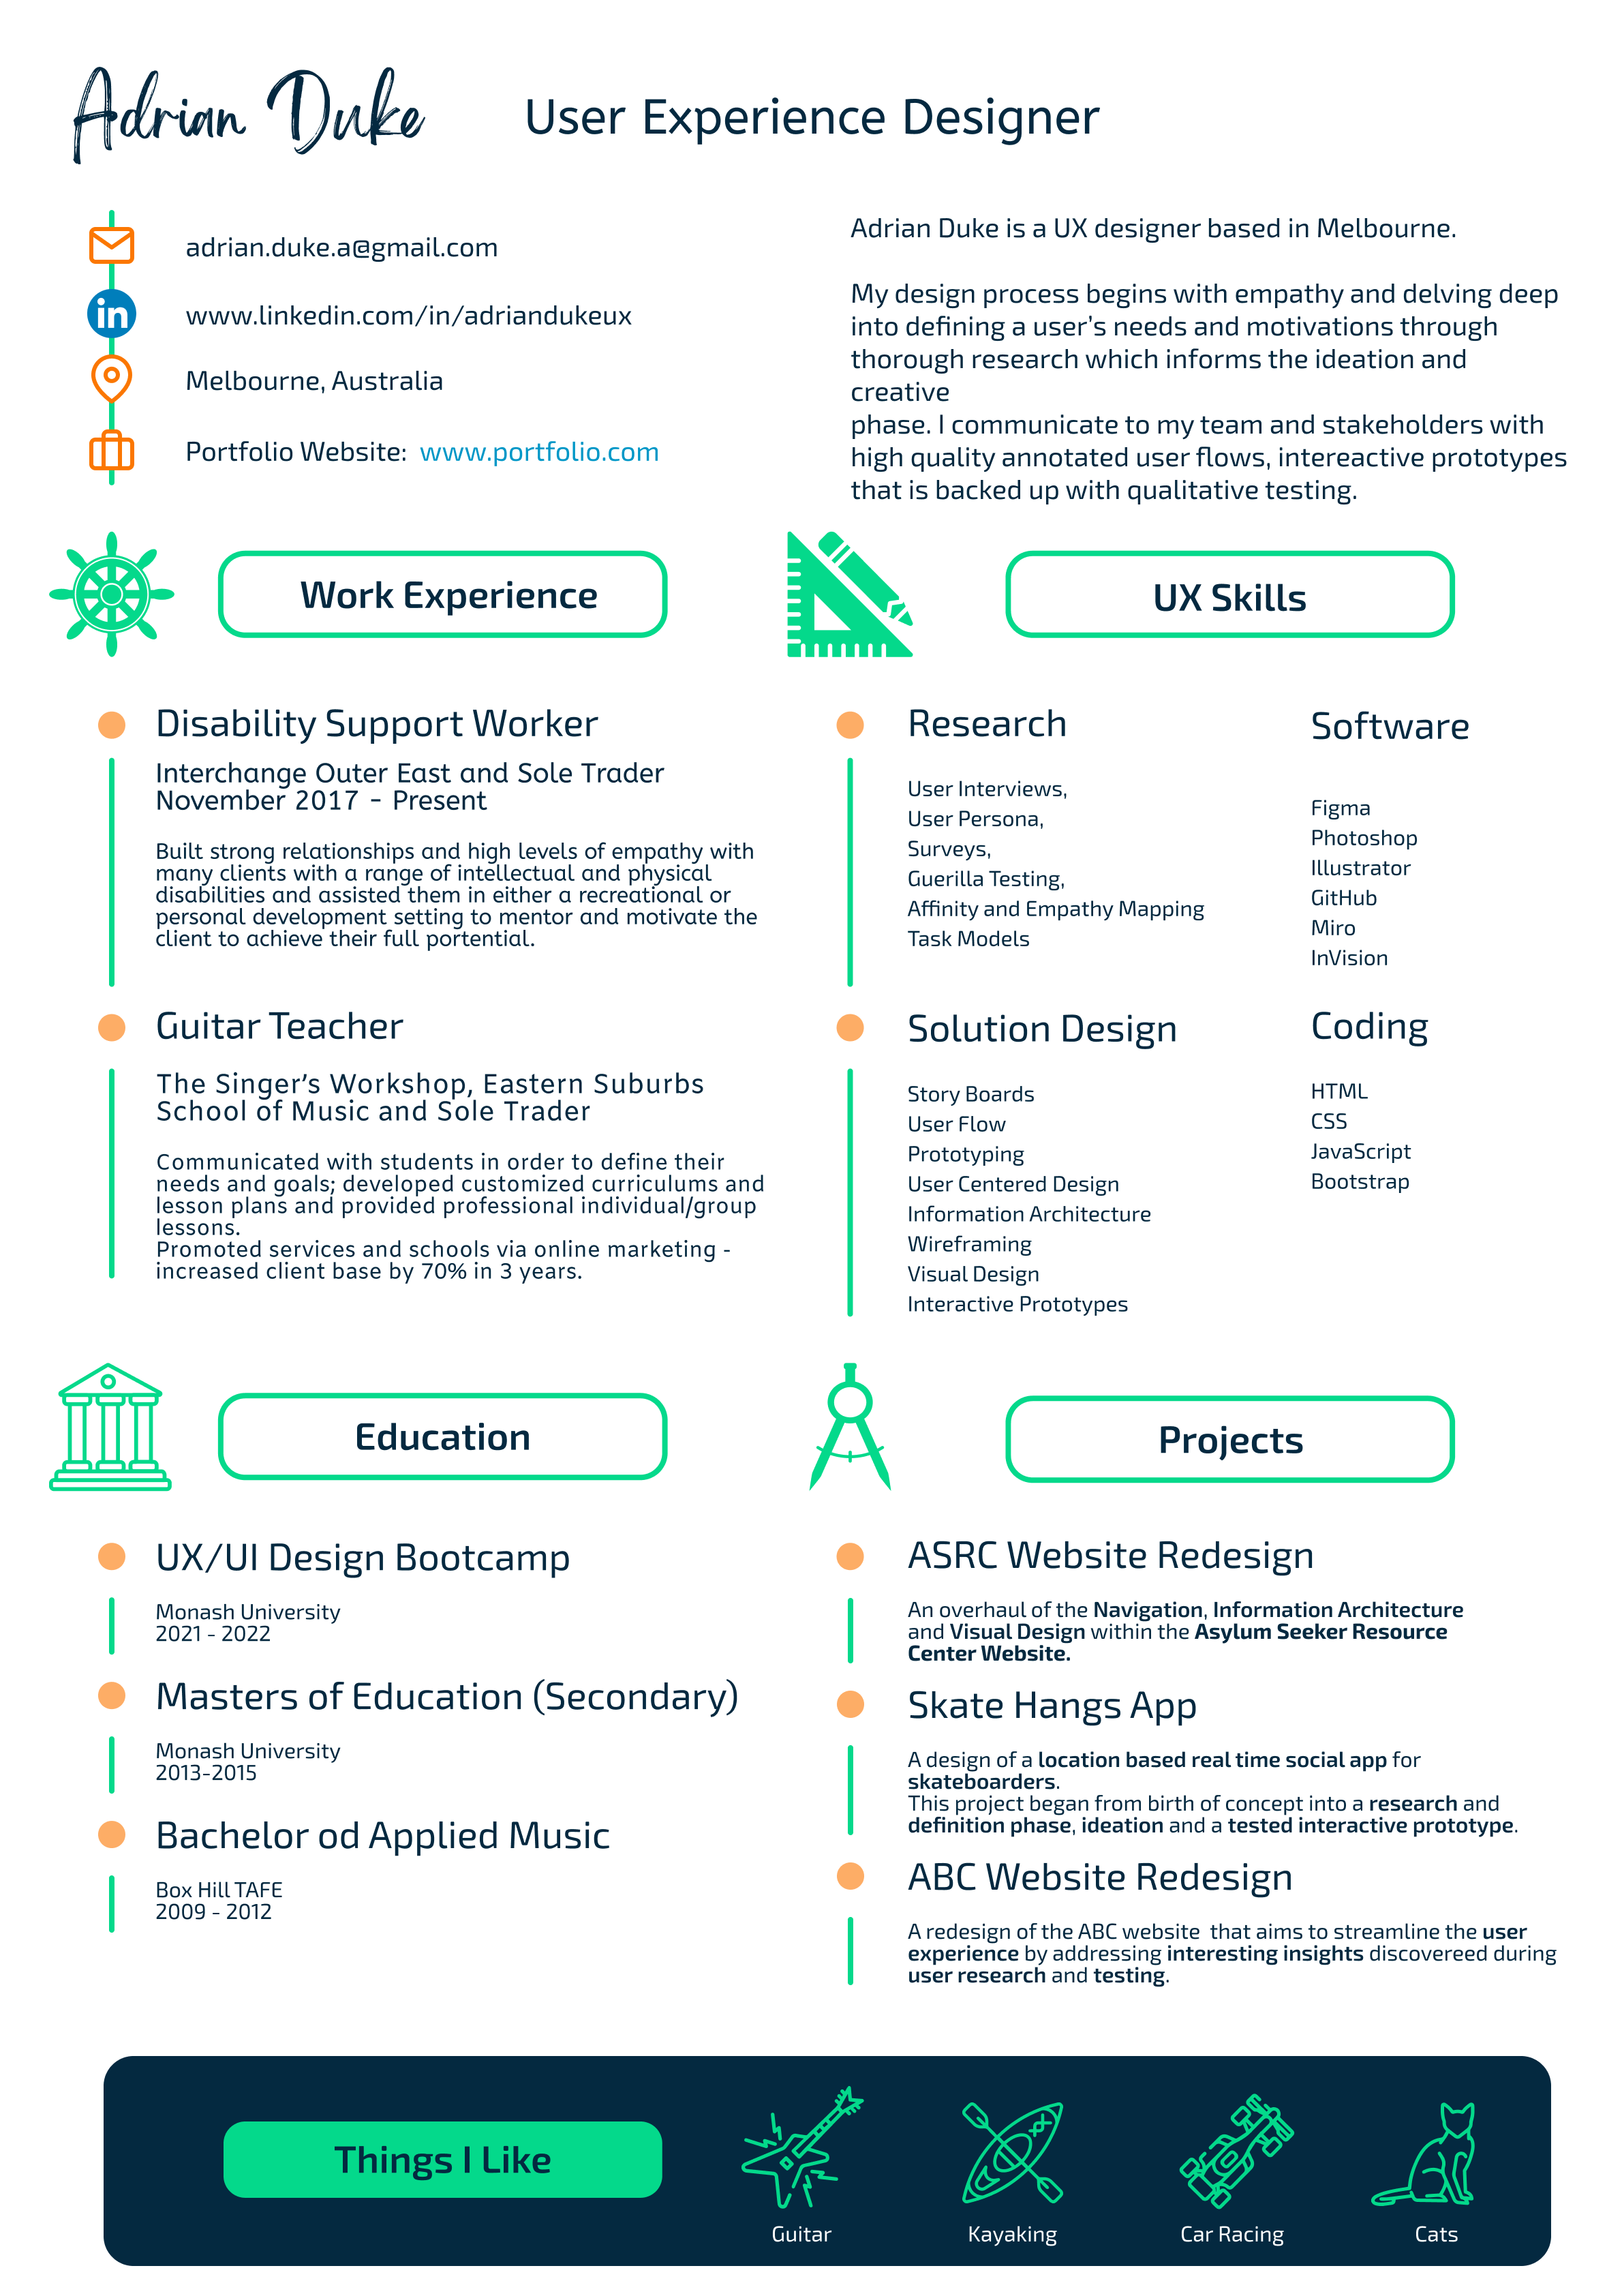 Adrian Duke
User Experience Designer
adrian.duke.a@gmail.com
in
www.linkedin.com/in/adriandukeux
Melbourne, Australia
Portfolio Website: www.portfolio.com
Adrian Duke is a UX designer based in Melbourne.
My design process begins with empathy and delving deep
into defining a user's needs and motivations through
thorough research which informs the ideation and
creative
phase. I communicate to my team and stakeholders with
high quality annotated user flows, intereactive prototypes
that is backed up with qualitative testing.
Work Experience
Disability Support Worker
Interchange Outer East and Sole Trader
November 2017 - Present
Built strong relationships and high levels of empathy with
many clients with a range of intellectual and physical
disabilities and assisted them in either a recreational or
personal development setting to mentor and motivate the
client to achieve their full portential.
Guitar Teacher
The Singer's Workshop, Eastern Suburbs
School of Music and Sole Trader
Communicated with students in order to define their
needs and goals; developed customized curriculums and
lesson plans and provided professional individual/group
lessons.
Promoted services and schools via online marketing -
increased client base by 70% in 3 years.
UX Skills
Research
User Interviews,
User Persona,
Surveys,
Guerilla Testing,
Affinity and Empathy Mapping
Task Models
Software
Figma
Photoshop
Illustrator
GitHub
Miro
InVision
Solution Design
Story Boards
User Flow
Prototyping
User Centered Design
Information Architecture
Wireframing
Visual Design
Interactive Prototypes
Coding
HTML
CSS
JavaScript
Bootstrap
Education
UX/UI Design Bootcamp
Monash University
2021 - 2022
Masters of Education (Secondary)
Monash University
2013-2015
Bachelor od Applied Music
Box Hill TAFE
2009 - 2012
Projects
ASRC Website Redesign
An overhaul of the Navigation, Information Architecture
and Visual Design within the Asylum Seeker Resource
Center Website.
Skate Hangs App
A design of a location based real time social app for
skateboarders.
This project began from birth of concept into a research and
definition phase, ideation and a tested interactive prototype.
ABC Website Redesign
A redesign of the ABC website that aims to streamline the user
experience by addressing interesting insights discovereed during
user research and testing.
Things I Like
Guitar
Kayaking
Car Racing
Cats